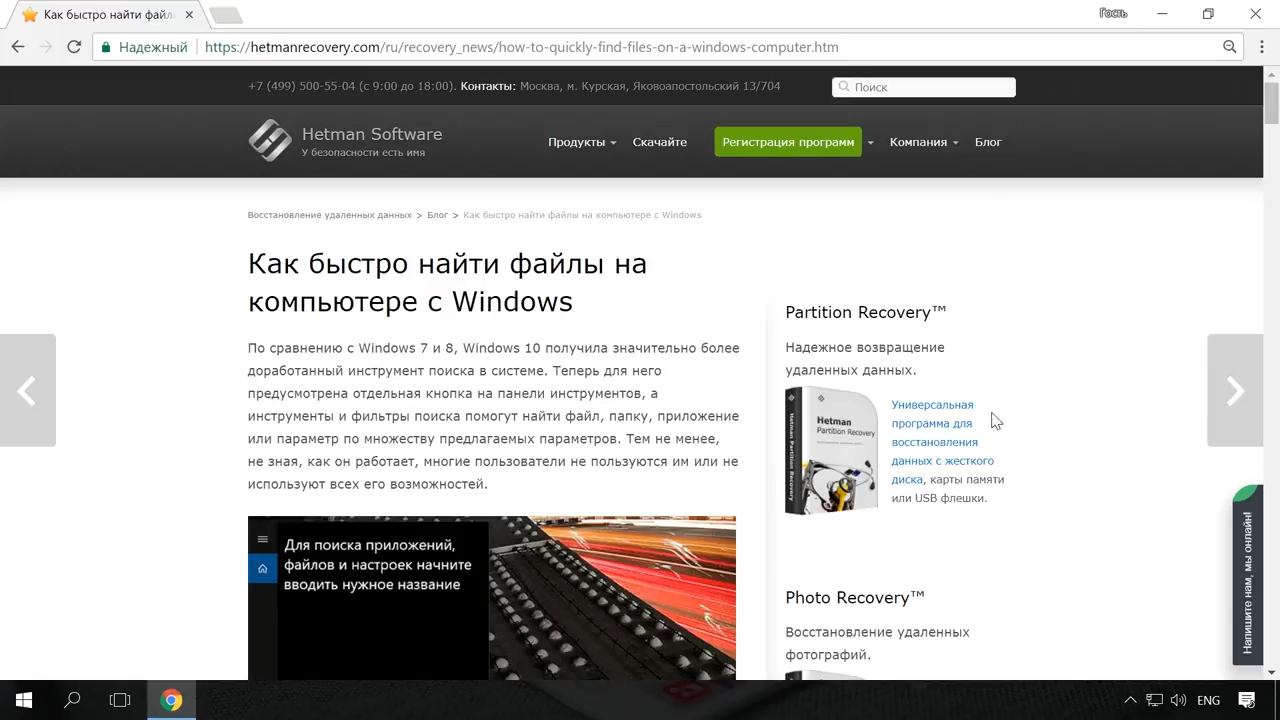 Как быстро найти файл
Гость
Надежный
https://hetmanrecovery.com/ru/recovery_news/how-to-quickly-find-files-on-a-windows-computer.htm
+7 (499) 500-55-04 (с 9:00 до 18:00). Контакты: Москва, м. Курская, Яковоапостольский 13/704
Поиск
Hetman Software
У безопасности есть имя
Продукты
Скачайте
Регистрация программ
Компания
Блог
Восстановление удаленных данных > Блог > Как быстро найти файлы на компьютере с Windows
Как быстро найти файлы на
компьютере с Windows
По сравнению с Windows 7 и 8, Windows 10 получила значительно более
доработанный инструмент поиска в системе. Теперь для него
предусмотрена отдельная кнопка на панели инструментов, а
инструменты и фильтры поиска помогут найти файл, папку, приложение
или параметр по множеству предлагаемых параметров. Тем не менее,
не зная, как он работает, многие пользователи не пользуются им или не
используют всех его возможностей.
Для поиска приложений,
файлов и настроек начните
вводить нужное название
Partition Recovery™
Надежное возвращение
удаленных данных.
Hetman
Partition Recovery
Hetman Partition Recovery
Универсальная
программа для
восстановления
данных с жесткого
диска, карты памяти
или USB флешки.
Photo Recovery™
Восстановление удаленных
фотографий.
Напишите нам, мы онлайн!
ENG